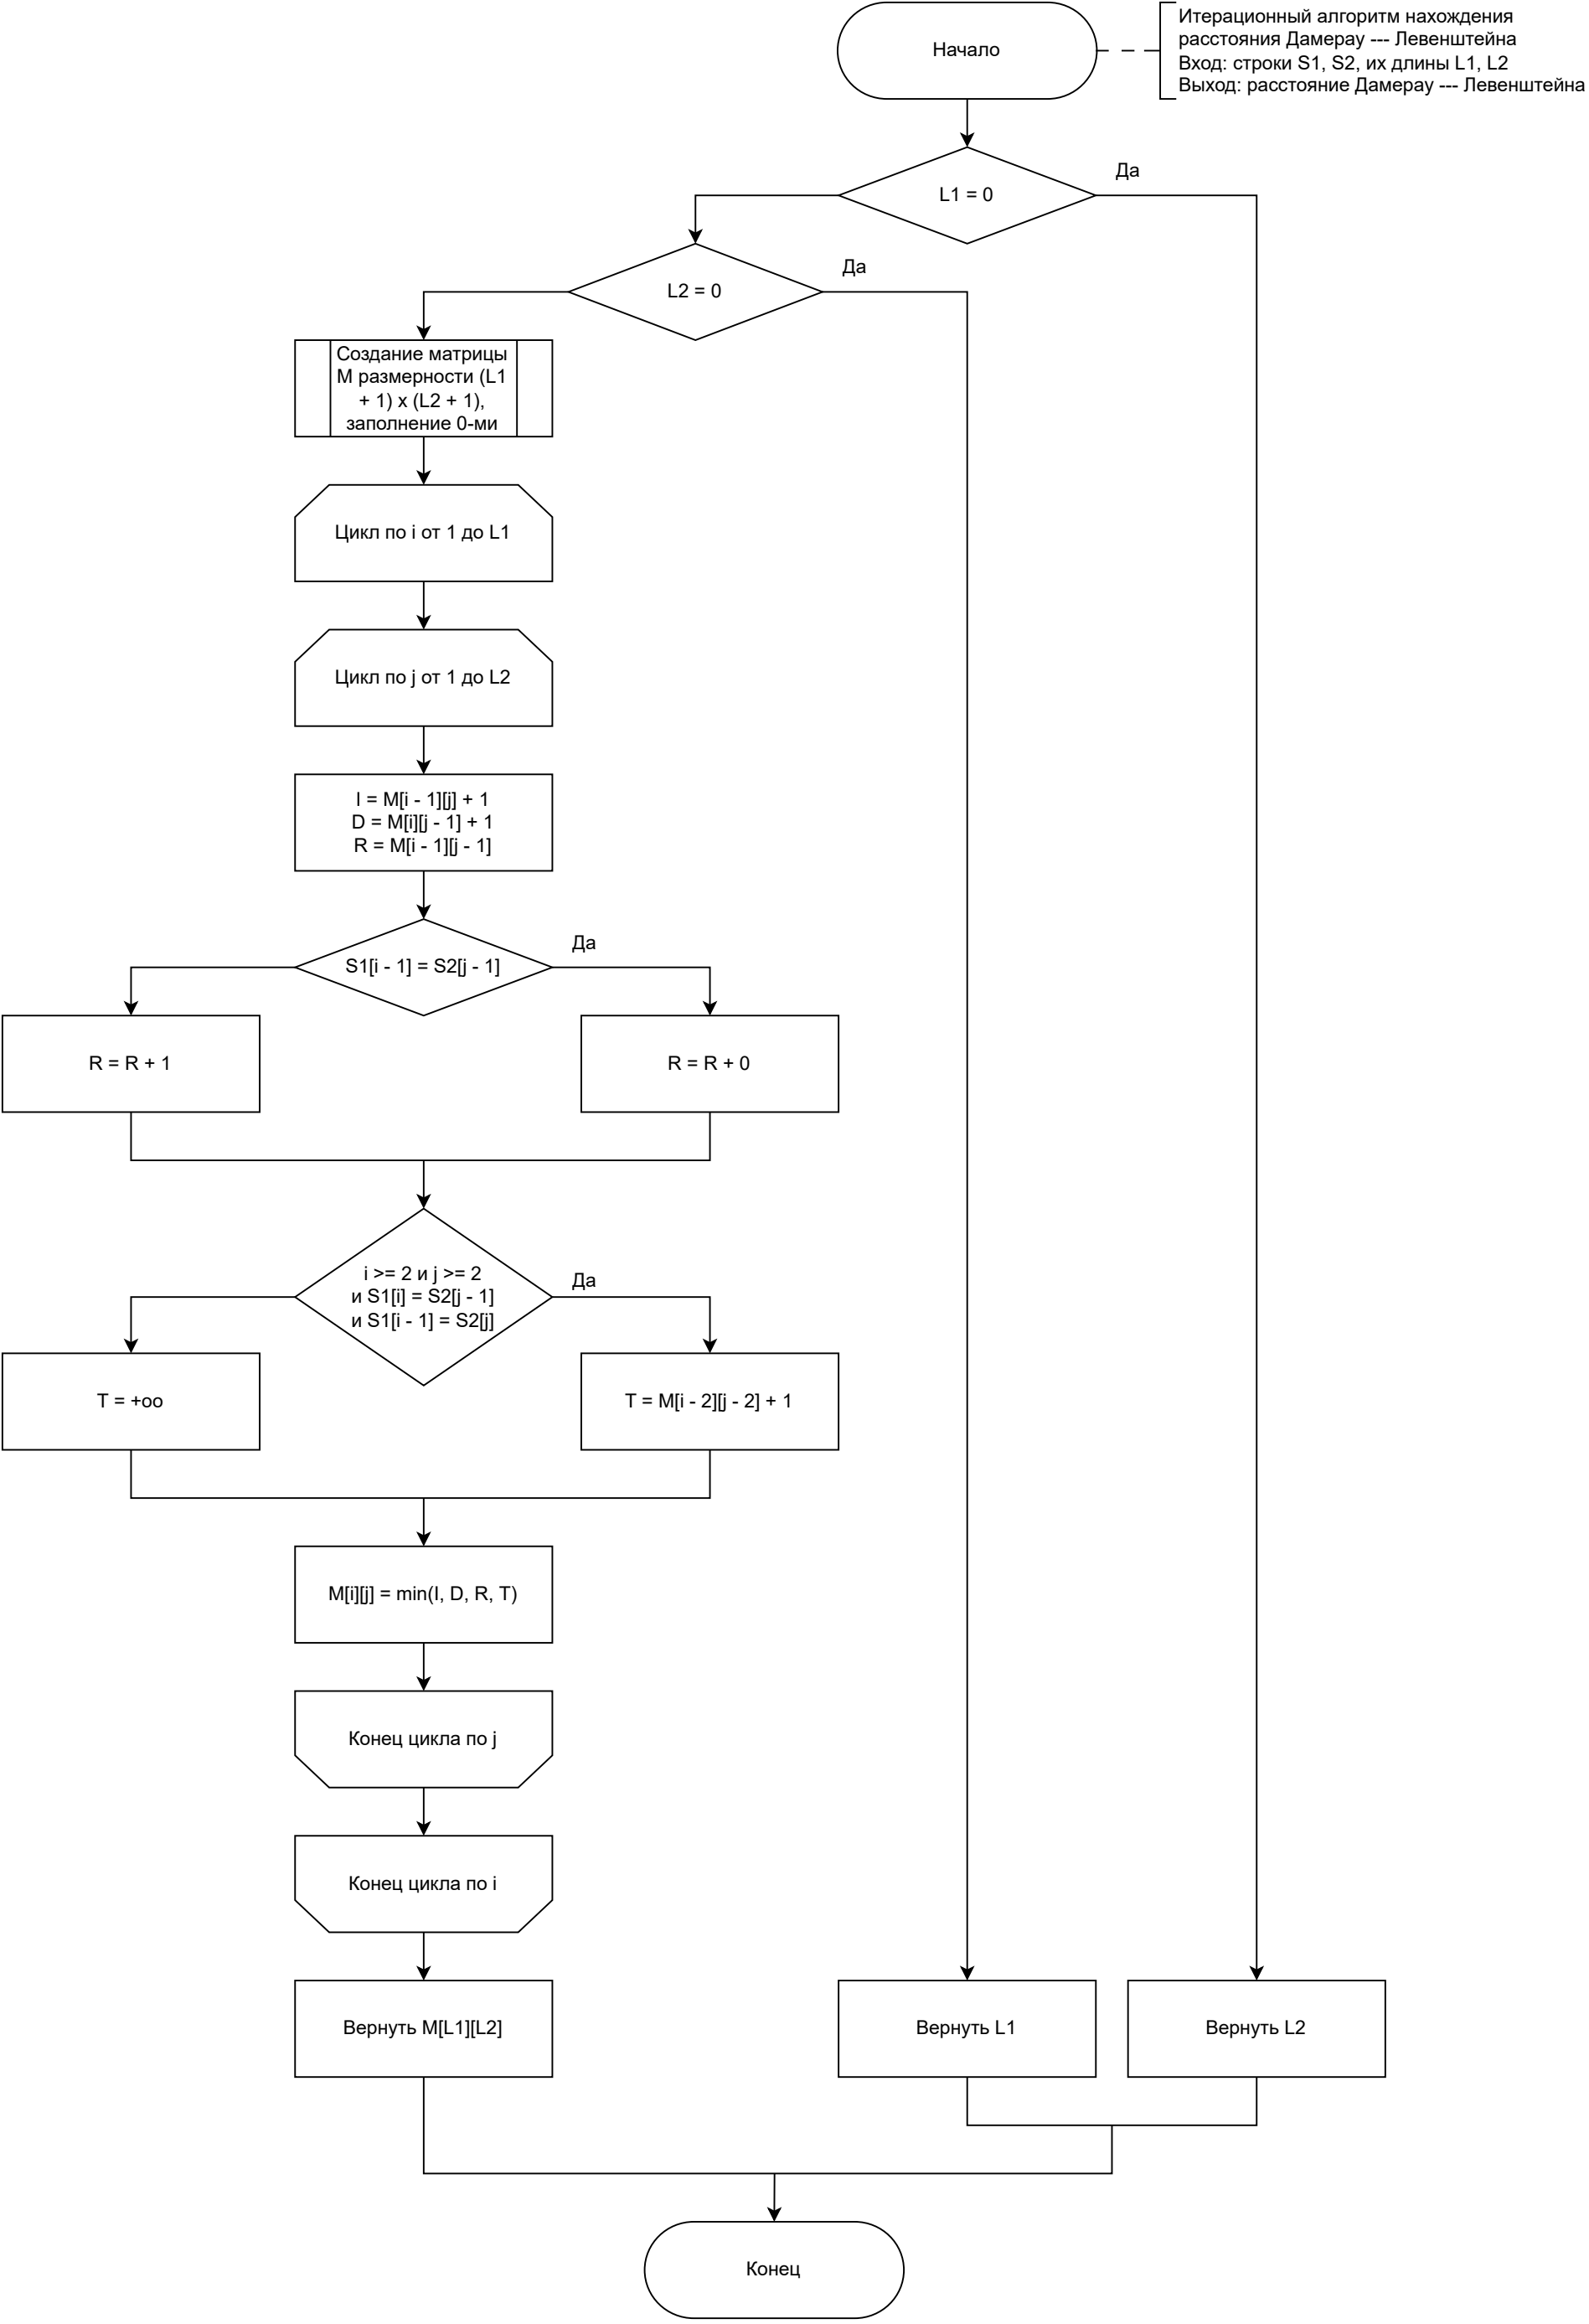 Начало
Итерационный алгоритм нахождения
расстояния Дамерау --- Левенштейна
Вход: строки S1, S2, их длины L1, L2
Выход: расстояние Дамерау --- Левенштейна
Да
L1 = 0
Да
L2 = 0
Создание матрицы
M размерности (L1
+ 1) x (L2 + 1),
заполнение 0-ми
Цикл по i от 1 до L1
Цикл по j от 1 до L2
I = M[i - 1][j] + 1
D = M[i][j - 1] + 1
R = M[i - 1][j - 1]
Да
S1[i - 1] = S2[j - 1]
R = R + 1
R = R + 0
i >= 2 и j >= 2
и S1[i] = S2[j - 1]
и S1[i - 1] = S2[j]
Да
T = +oo
T = M[i - 2][j - 2] + 1
M[i][j] = min(I, D, R, T)
Конец цикла по j
Конец цикла по i
Вернуть M[L1][L2]
Вернуть L1
Вернуть L2
Конец